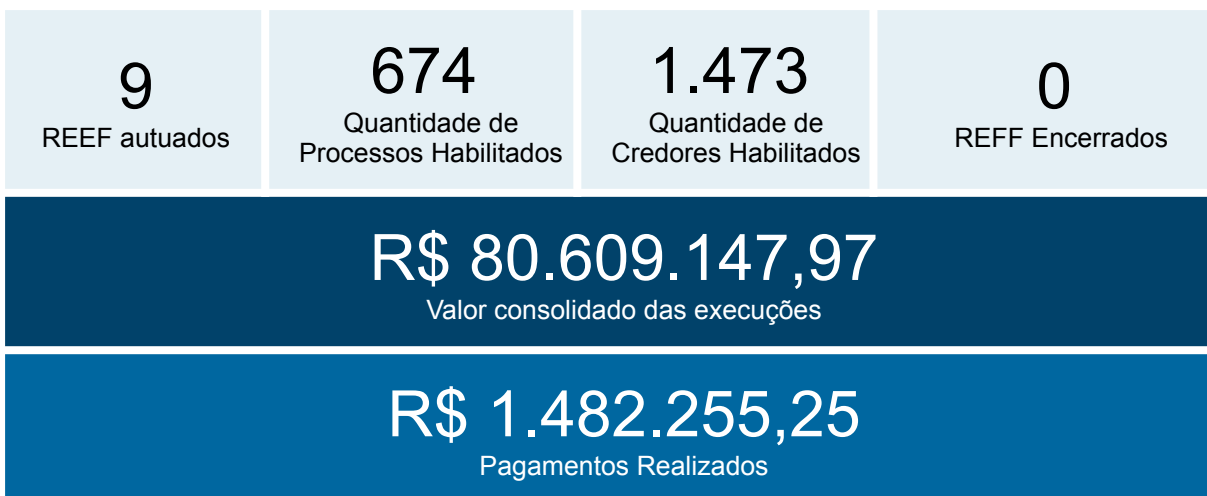 9
REEF autuados
674
Quantidade de
Processos Habilitados
1.473
Quantidade de
Credores Habilitados
0
REFF Encerrados
R$ 80.609.147,97
Valor consolidado das execuções
R$ 1.482.255,25
Pagamentos Realizados